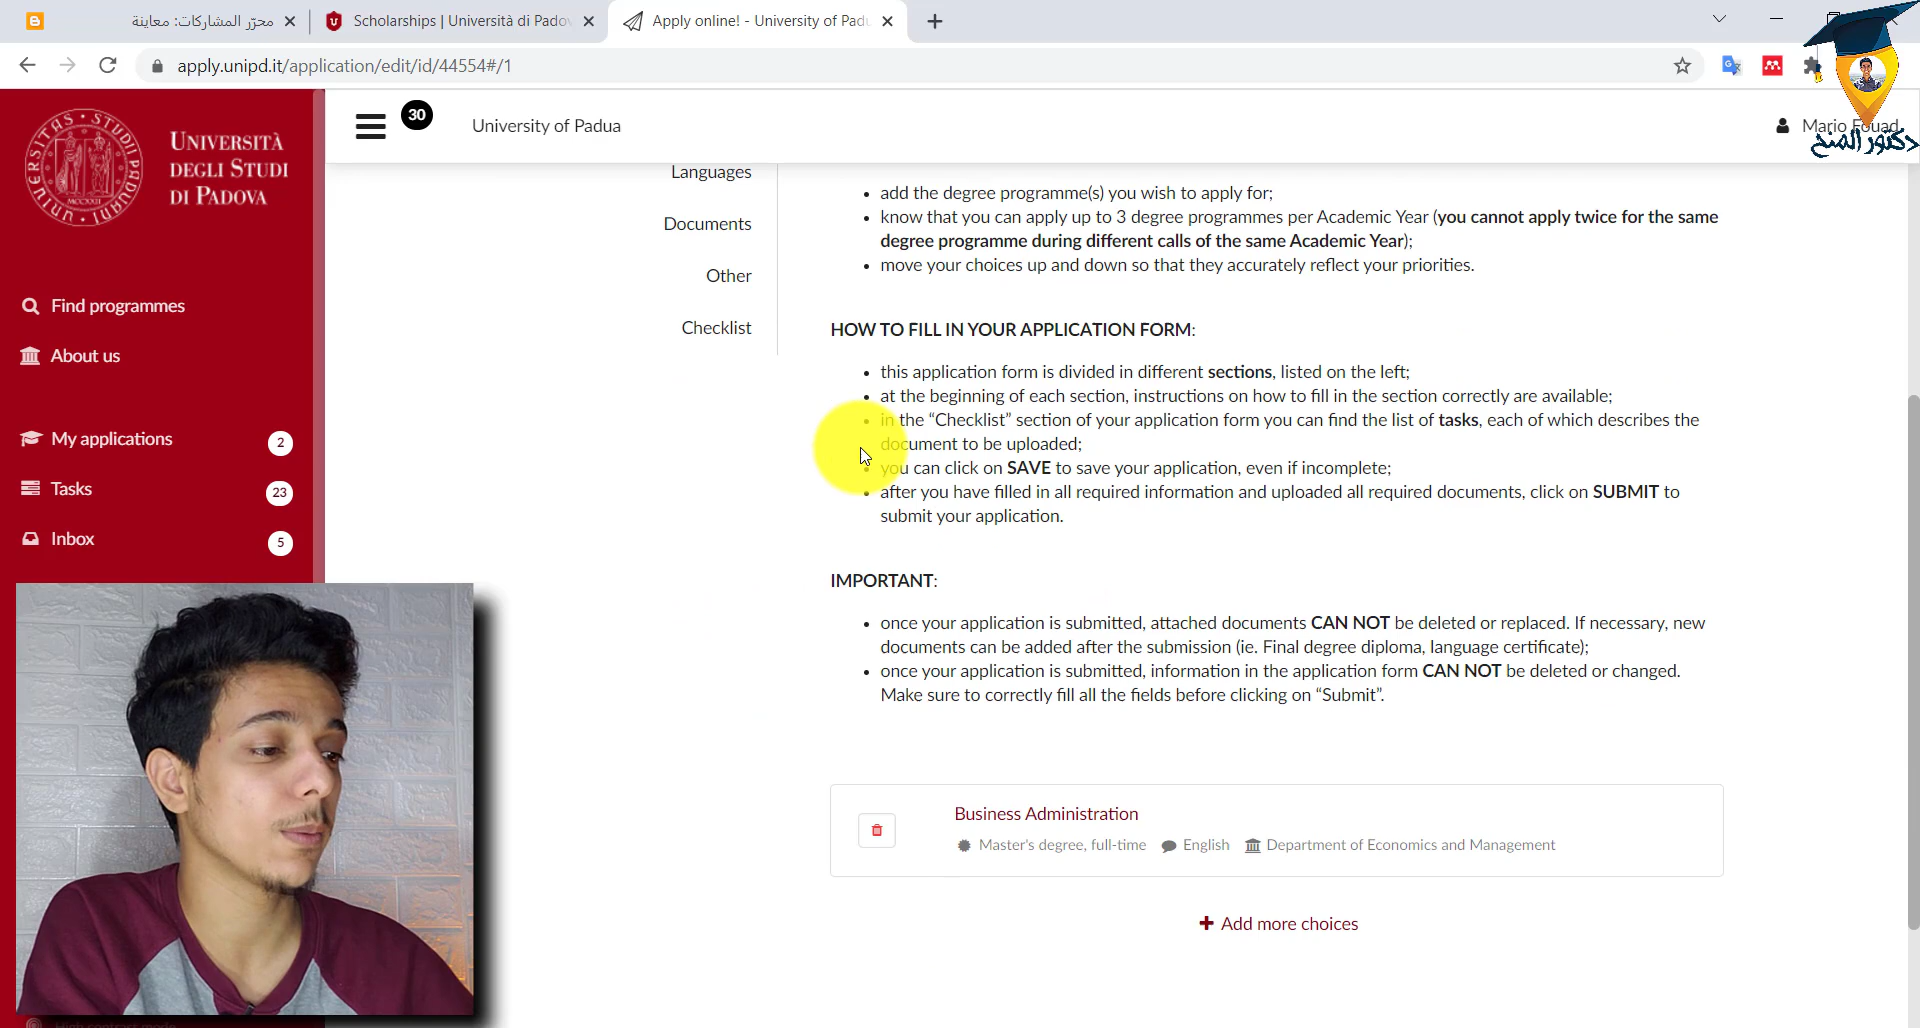 محرّر المشاركات: معاينة
Scholarships | Università di Pado
Apply online! - University of Padu
apply.unipd.it/application/edit/id/44554#/1
UNIVERSITÀ
DEGLI STUDI
DI PADOVA
30
University of Padua
Mario Fouad
دكتور المنح
Find programmes
About us
My applications
2
Tasks
23
Inbox
5
Languages
Documents
Other
Checklist
add the degree programme(s) you wish to apply for;
know that you can apply up to 3 degree programmes per Academic Year (you cannot apply twice for the same
degree programme during different calls of the same Academic Year);
move your choices up and down so that they accurately reflect your priorities.
HOW TO FILL IN YOUR APPLICATION FORM:
this application form is divided in different sections, listed on the left;
at the beginning of each section, instructions on how to fill in the section correctly are available;
in the “Checklist” section of your application form you can find the list of tasks, each of which describes the
document to be uploaded;
you can click on SAVE to save your application, even if incomplete;
after you have filled in all required information and uploaded all required documents, click on SUBMIT to
submit your application.
IMPORTANT:
once your application is submitted, attached documents CAN NOT be deleted or replaced. If necessary, new
documents can be added after the submission (ie. Final degree diploma, language certificate);
once your application is submitted, information in the application form CAN NOT be deleted or changed.
Make sure to correctly fill all the fields before clicking on “Submit”.
Business Administration
Master's degree, full-time English Department of Economics and Management
Add more choices